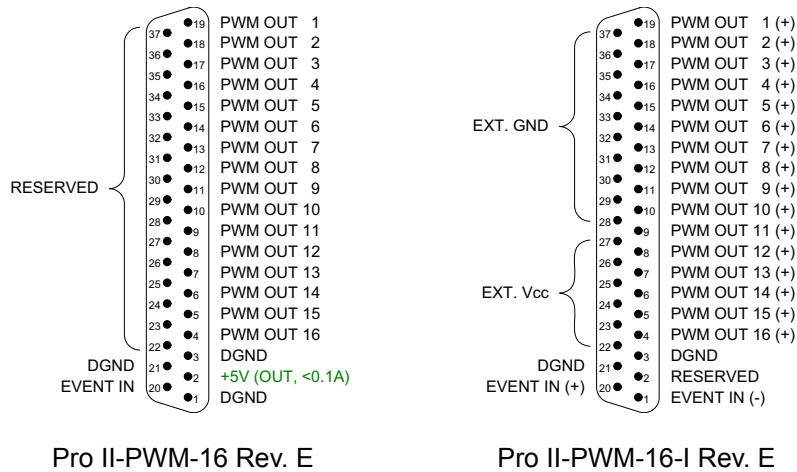 19 PWM OUT 1
37
18 PWM OUT 2
36
17 PWM OUT 3
35
16 PWM OUT 4
34
15 PWM OUT 5
33
14 PWM OUT 6
32
13 PWM OUT 7
31
12 PWM OUT 8
30
RESERVED
11 PWM OUT 9
29
10 PWM OUT 10
28
9 PWM OUT 11
27
8 PWM OUT 12
26
7 PWM OUT 13
25
6 PWM OUT 14
24
5 PWM OUT 15
23
4 PWM OUT 16
22
3 DGND
DGND 21
2 +5V (OUT, <0.1A)
EVENT IN 20
1 DGND
Pro II-PWM-16 Rev. E
19 PWM OUT 1 (+)
37
18 PWM OUT 2 (+)
36
17 PWM OUT 3 (+)
35
16 PWM OUT 4 (+)
34
15 PWM OUT 5 (+)
33
EXT. GND
14 PWM OUT 6 (+)
32
13 PWM OUT 7 (+)
31
12 PWM OUT 8 (+)
30
11 PWM OUT 9 (+)
29
10 PWM OUT 10 (+)
28
9 PWM OUT 11 (+)
27
8 PWM OUT 12 (+)
26
7 PWM OUT 13 (+)
25
EXT. Vcc
6 PWM OUT 14 (+)
24
5 PWM OUT 15 (+)
23
4 PWM OUT 16 (+)
22
3 DGND
DGND 21
2 RESERVED
EVENT IN (+) 20
1 EVENT IN (-)
Pro II-PWM-16-I Rev. E